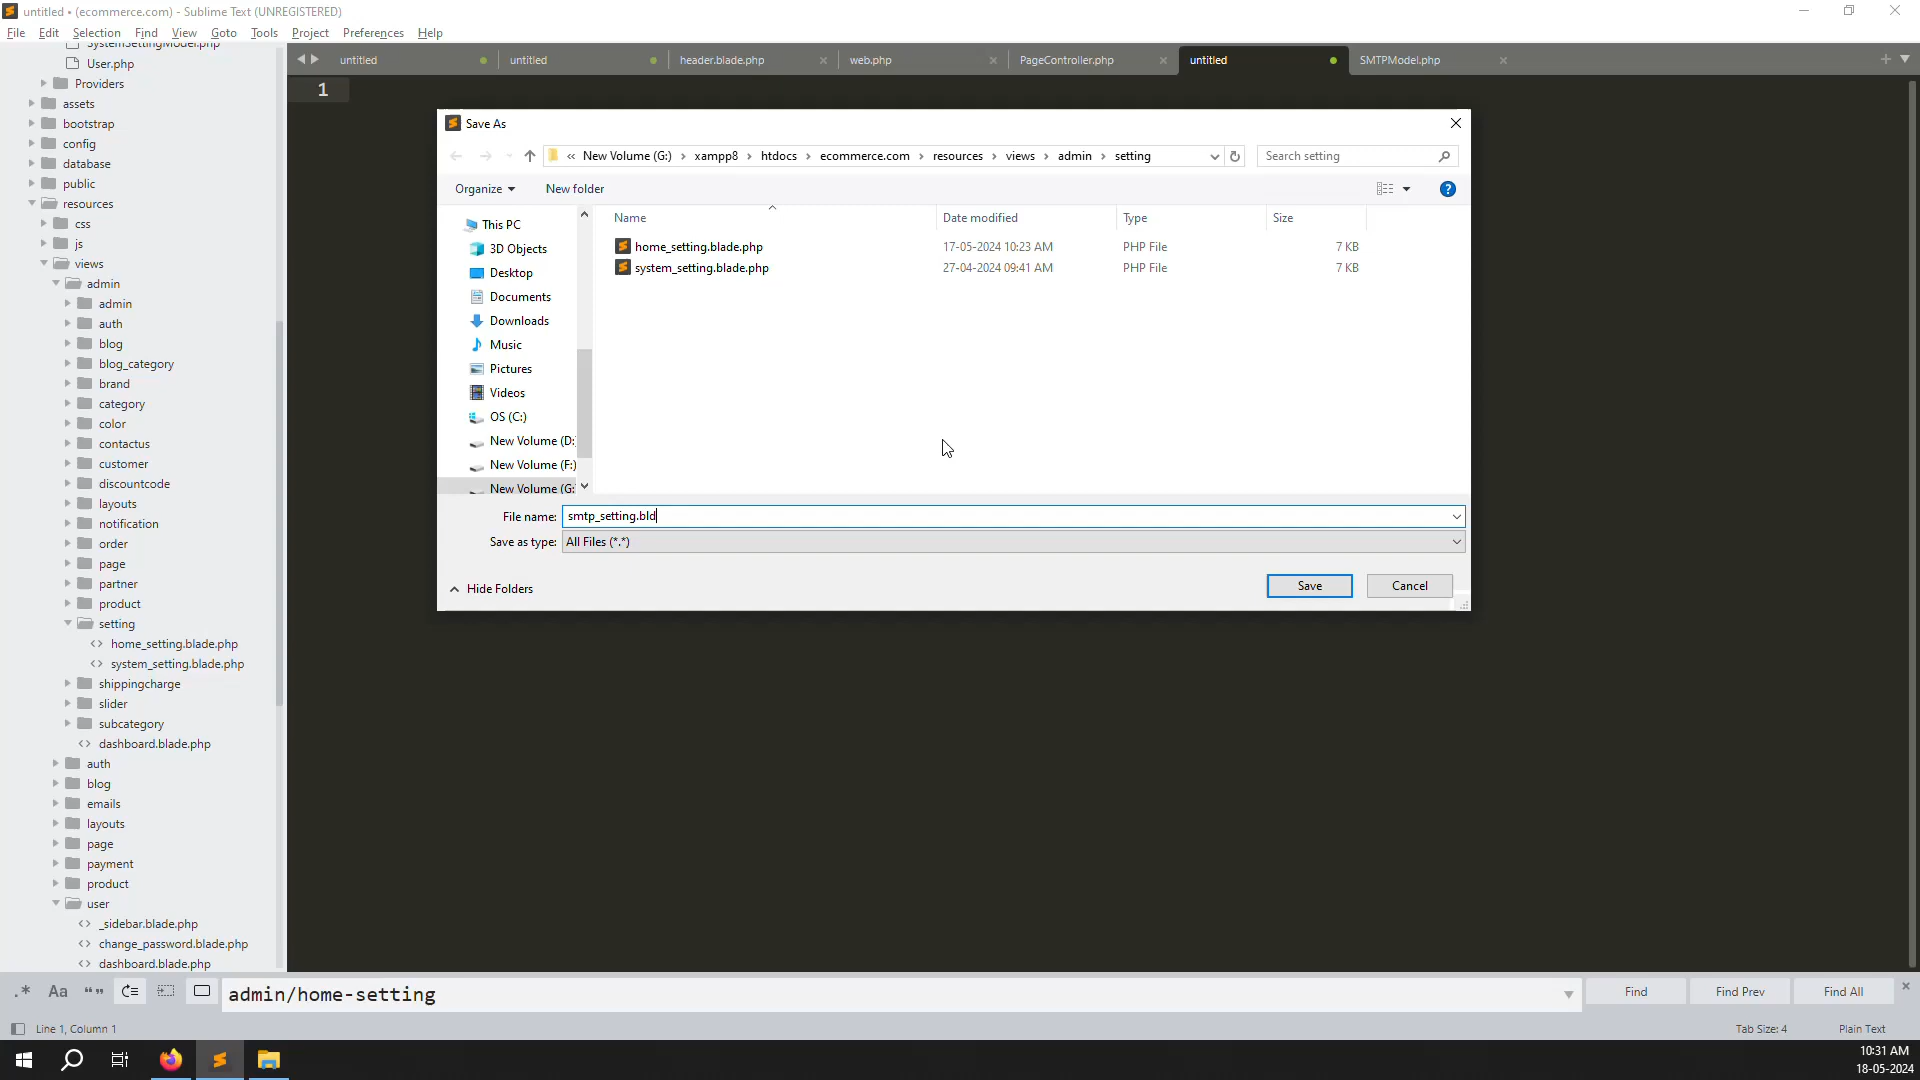 untitled • (ecommerce.com) - Sublime Text (UNREGISTERED)
File Edit Selection Find View Goto Tools Project Preferences Help
SystemSettingModel.php
User.php
Providers
assets
bootstrap
config
database
public
resources
css
js
views
admin
admin
auth
blog
blog_category
brand
category
color
contactus
customer
discountcode
layouts
notification
order
page
partner
product
setting
home_setting.blade.php
system_setting.blade.php
shippingcharge
slider
subcategory
dashboard.blade.php
auth
blog
emails
layouts
page
payment
product
user
_sidebar.blade.php
change_password.blade.php
dashboard.blade.php
untitled untitled header.blade.php web.php PageController.php untitled SMTPModel.php
1
Save As
« New Volume (G:) › xampp8 › htdocs › ecommerce.com › resources › views › admin › setting
Search setting
Organize New folder
This PC
3D Objects
Desktop
Documents
Downloads
Music
Pictures
Videos
OS (C:)
New Volume (D:
New Volume (F:)
New Volume (G:
Name Date modified Type Size
home_setting.blade.php 17-05-2024 10:23 AM PHP File 7 KB
system_setting.blade.php 27-04-2024 09:41 AM PHP File 7 KB
File name: smtp_setting.bld
Save as type: All Files (*.*)
Hide Folders
Save Cancel
.* Aa “” admin/home-setting Find Find Prev Find All
Line 1, Column 1
Tab Size: 4 Plain Text
10:31 AM
18-05-2024